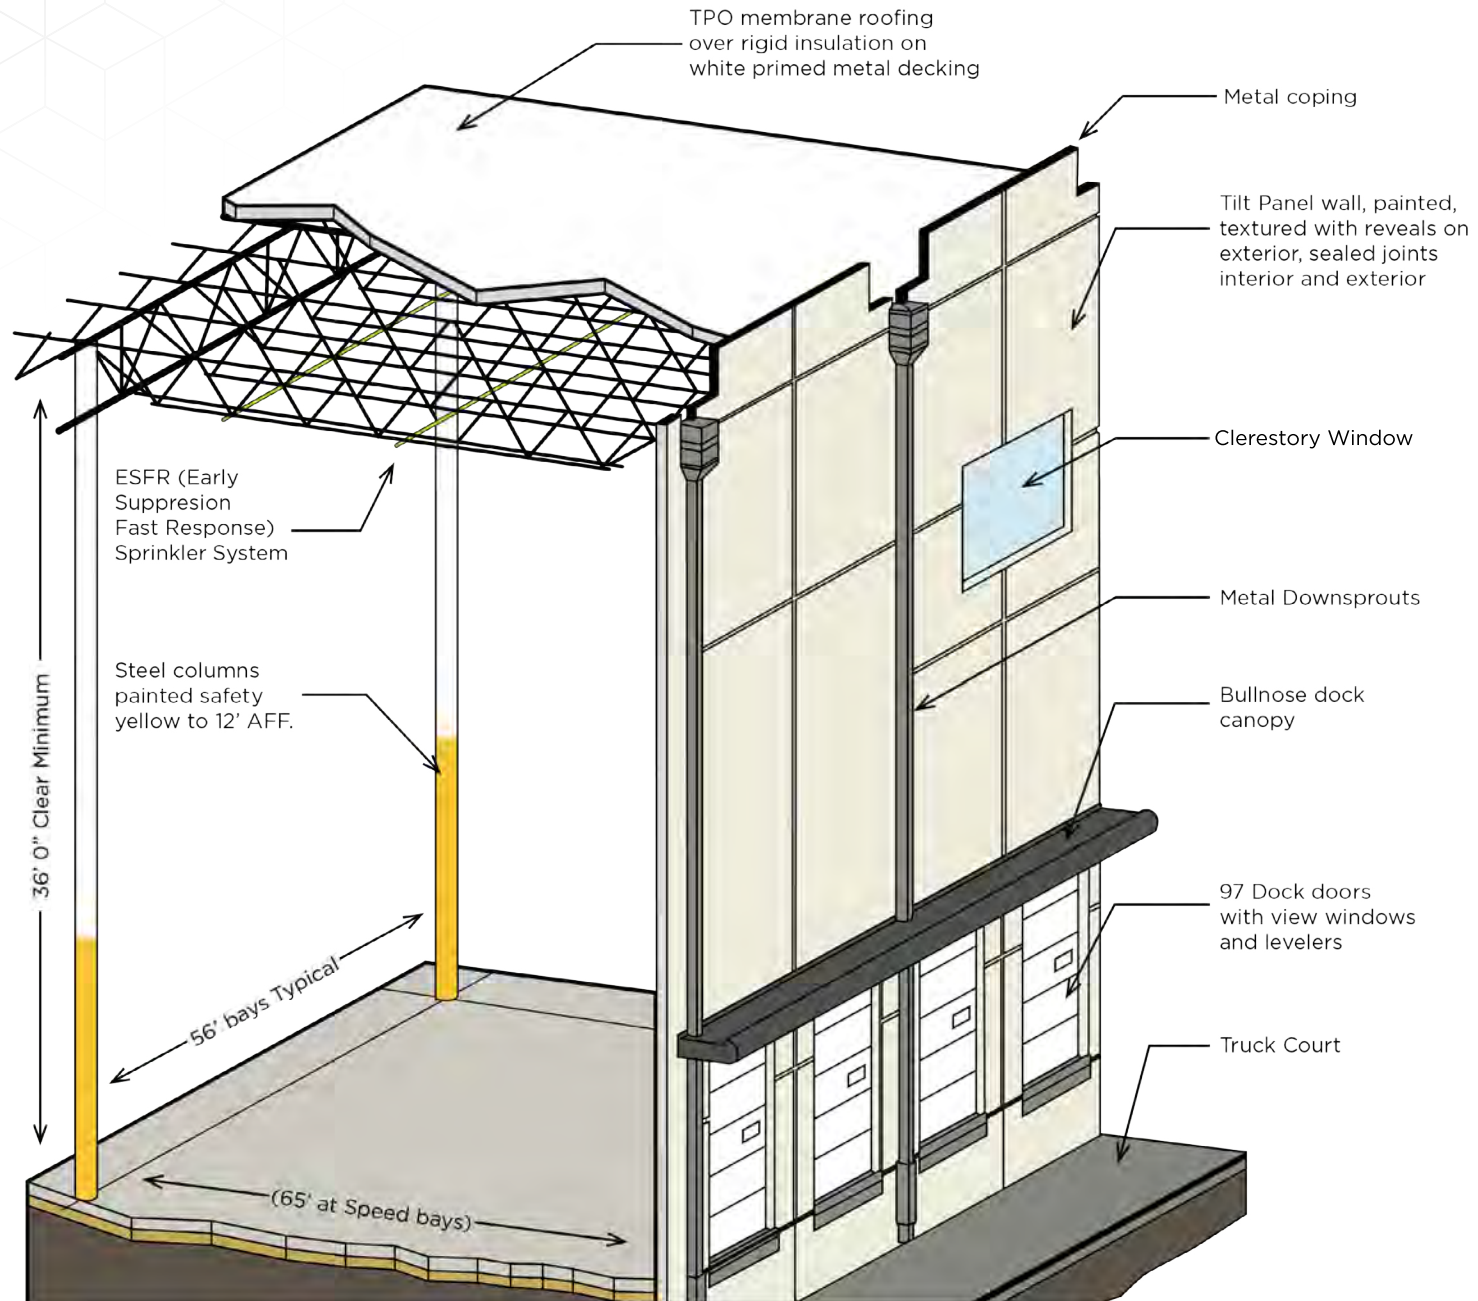 TPO membrane roofing
over rigid insulation on
white primed metal decking
Metal coping
Tilt Panel wall, painted,
textured with reveals on
exterior, sealed joints
interior and exterior
Clerestory Window
ESFR (Early
Suppresion
Fast Response)
Sprinkler System
Metal Downsprouts
Steel columns
painted safety
yellow to 12' AFF.
Bullnose dock
canopy
36' 0" Clear Minimum
97 Dock doors
with view windows
and levelers
56' bays Typical
Truck Court
(65' at Speed bays)